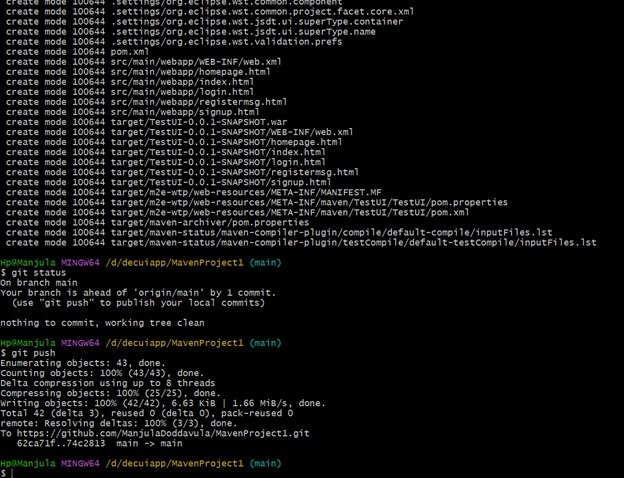 create mode 100644 .settings/org.eclipse.wst.common.component
create mode 100644 .settings/org.eclipse.wst.common.project.facet.core.xml
create mode 100644 .settings/org.eclipse.wst.jsdt.ui.superType.container
create mode 100644 .settings/org.eclipse.wst.jsdt.ui.superType.name
create mode 100644 .settings/org.eclipse.wst.validation.prefs
create mode 100644 pom.xml
create mode 100644 src/main/webapp/WEB-INF/web.xml
create mode 100644 src/main/webapp/homepage.html
create mode 100644 src/main/webapp/index.html
create mode 100644 src/main/webapp/login.html
create mode 100644 src/main/webapp/registermsg.html
create mode 100644 src/main/webapp/signup.html
create mode 100644 target/TestUI-0.0.1-SNAPSHOT.war
create mode 100644 target/TestUI-0.0.1-SNAPSHOT/WEB-INF/web.xml
create mode 100644 target/TestUI-0.0.1-SNAPSHOT/homepage.html
create mode 100644 target/TestUI-0.0.1-SNAPSHOT/index.html
create mode 100644 target/TestUI-0.0.1-SNAPSHOT/login.html
create mode 100644 target/TestUI-0.0.1-SNAPSHOT/registermsg.html
create mode 100644 target/TestUI-0.0.1-SNAPSHOT/signup.html
create mode 100644 target/m2e-wtp/web-resources/META-INF/MANIFEST.MF
create mode 100644 target/m2e-wtp/web-resources/META-INF/maven/TestUI/TestUI/pom.properties
create mode 100644 target/m2e-wtp/web-resources/META-INF/maven/TestUI/TestUI/pom.xml
create mode 100644 target/maven-archiver/pom.properties
create mode 100644 target/maven-status/maven-compiler-plugin/compile/default-compile/inputFiles.lst
create mode 100644 target/maven-status/maven-compiler-plugin/testCompile/default-testCompile/inputFiles.lst
Hp@Manjula MINGW64 /d/decuiapp/MavenProject1 (main)
$ git status
On branch main
Your branch is ahead of 'origin/main' by 1 commit.
(use "git push" to publish your local commits)
nothing to commit, working tree clean
Hp@Manjula MINGW64 /d/decuiapp/MavenProject1 (main)
$ git push
Enumerating objects: 43, done.
Counting objects: 100% (43/43), done.
Delta compression using up to 8 threads
Compressing objects: 100% (25/25), done.
Writing objects: 100% (42/42), 6.63 KiB | 1.66 MiB/s, done.
Total 42 (delta 3), reused 0 (delta 0), pack-reused 0
remote: Resolving deltas: 100% (3/3), done.
To https://github.com/ManjulaDoddavula/MavenProject1.git
62ca71f..74c2813 main -> main
Hp@Manjula MINGW64 /d/decuiapp/MavenProject1 (main)
$